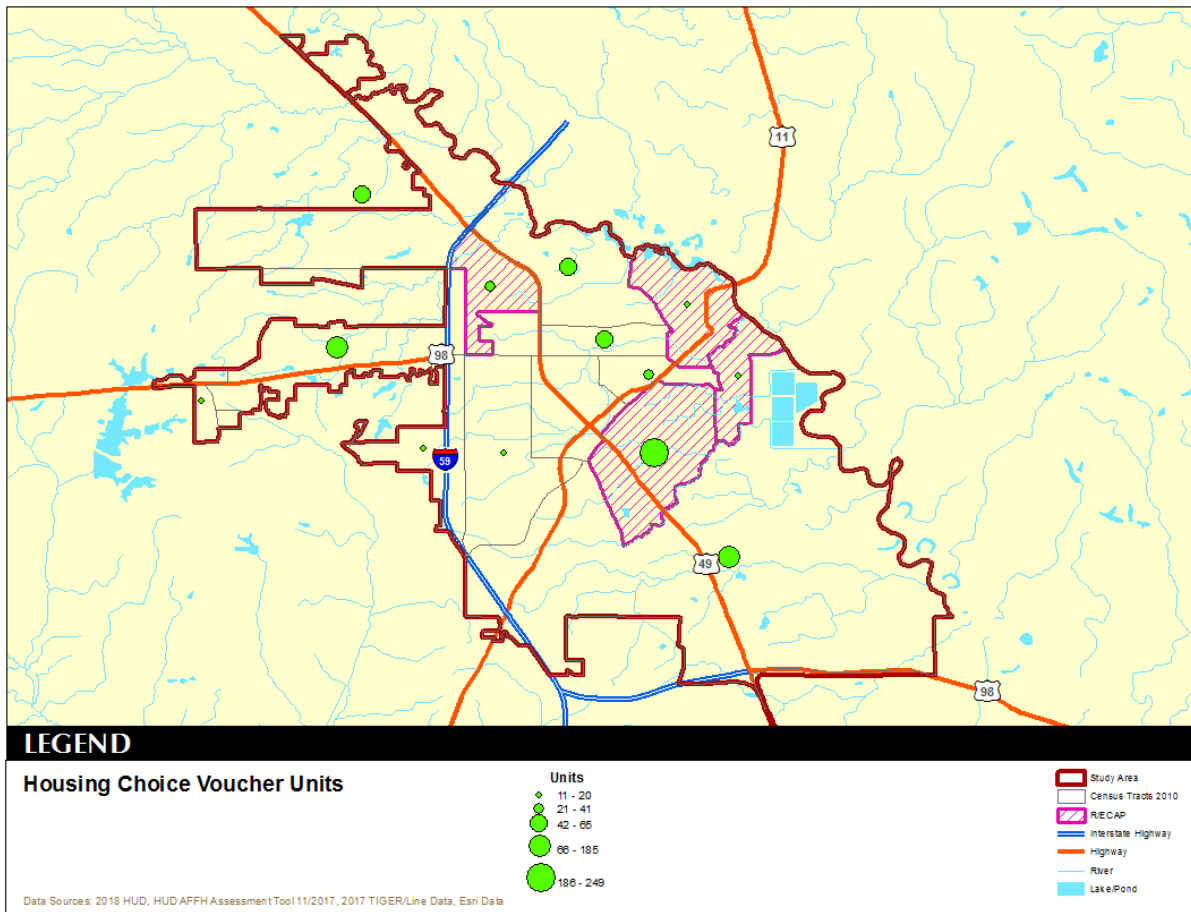 11
98
59
49
98
LEGEND
Housing Choice Voucher Units
Units
11 - 20
21 - 41
42 - 65
66 - 185
186 - 249
Study Area
Census Tracts 2010
R/ECAP
Interstate Highway
Highway
River
Lake/Pond
Data Sources: 2018 HUD, HUD AFFH Assessment Tool 11/2017, 2017 TIGER/Line Data, Esri Data